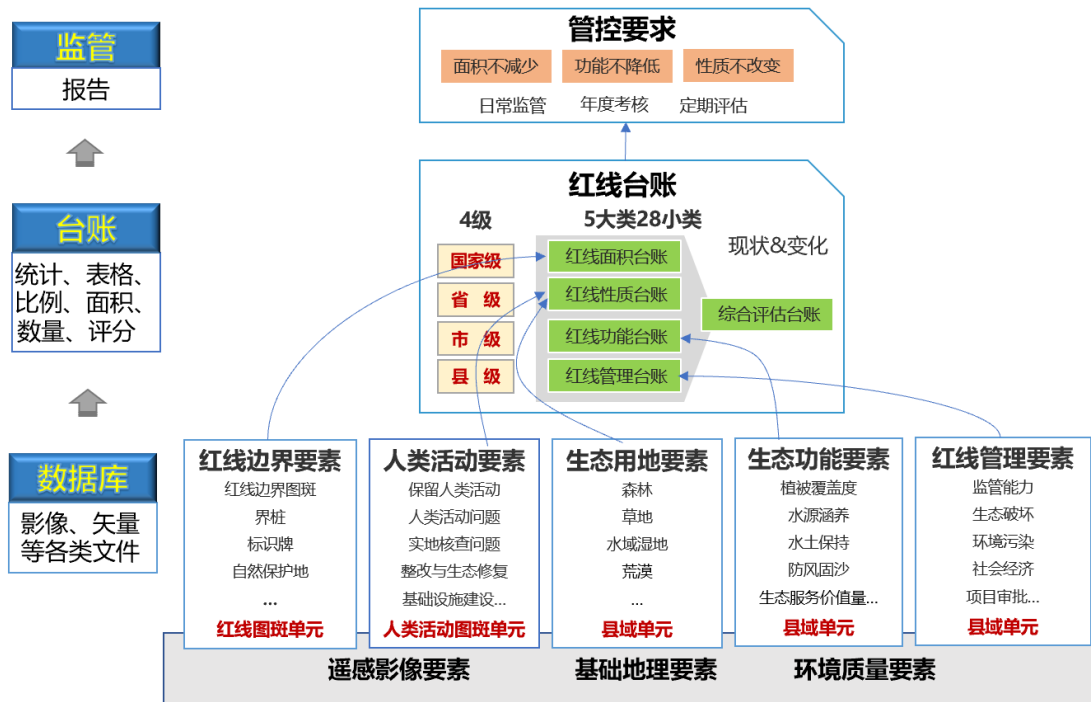 监管
报告
台账
统计、表格、
比例、面积、
数量、评分
数据库
影像、矢量
等各类文件
管控要求
面积不减少
功能不降低
性质不改变
日常监管
年度考核
定期评估
红线台账
4级
5大类28小类
现状&变化
国家级
省 级
市 级
县 级
红线面积台账
红线性质台账
红线功能台账
红线管理台账
综合评估台账
红线边界要素
红线边界图斑
界桩
标识牌
自然保护地
...
红线图斑单元
人类活动要素
保留人类活动
人类活动问题
实地核查问题
整改与生态修复
基础设施建设...
人类活动图斑单元
生态用地要素
森林
草地
水域湿地
荒漠
...
县域单元
生态功能要素
植被覆盖度
水源涵养
水土保持
防风固沙
生态服务价值量...
县域单元
红线管理要素
监管能力
生态破坏
环境污染
社会经济
项目审批...
县域单元
遥感影像要素
基础地理要素
环境质量要素